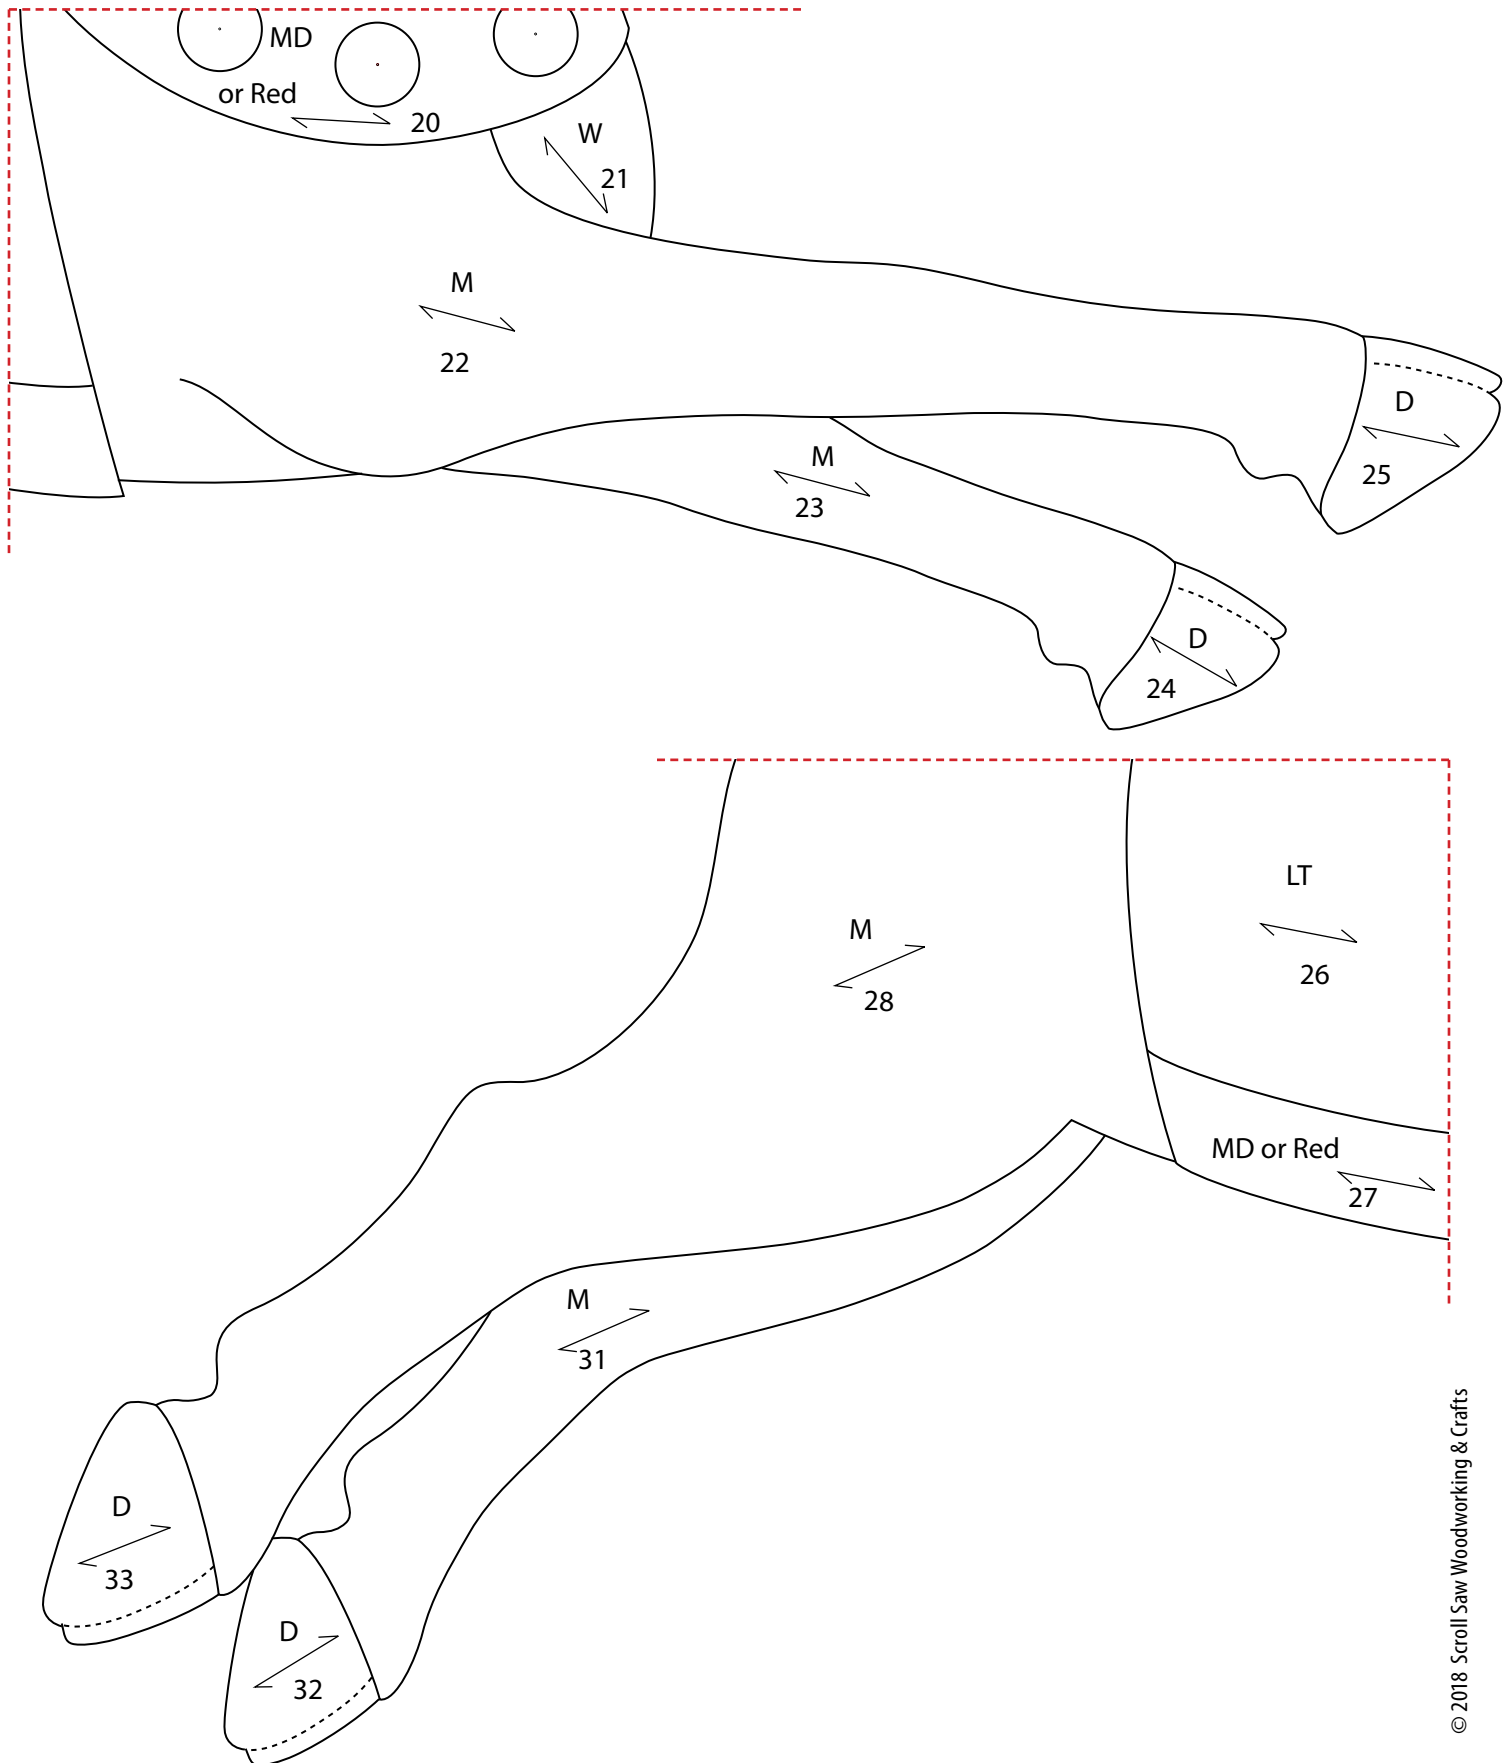 MD
or Red
20
W
21
M
22
D
25
M
23
D
24
LT
26
M
28
MD or Red
27
M
31
D
33
D
32
© 2018 Scroll Saw Woodworking & Crafts